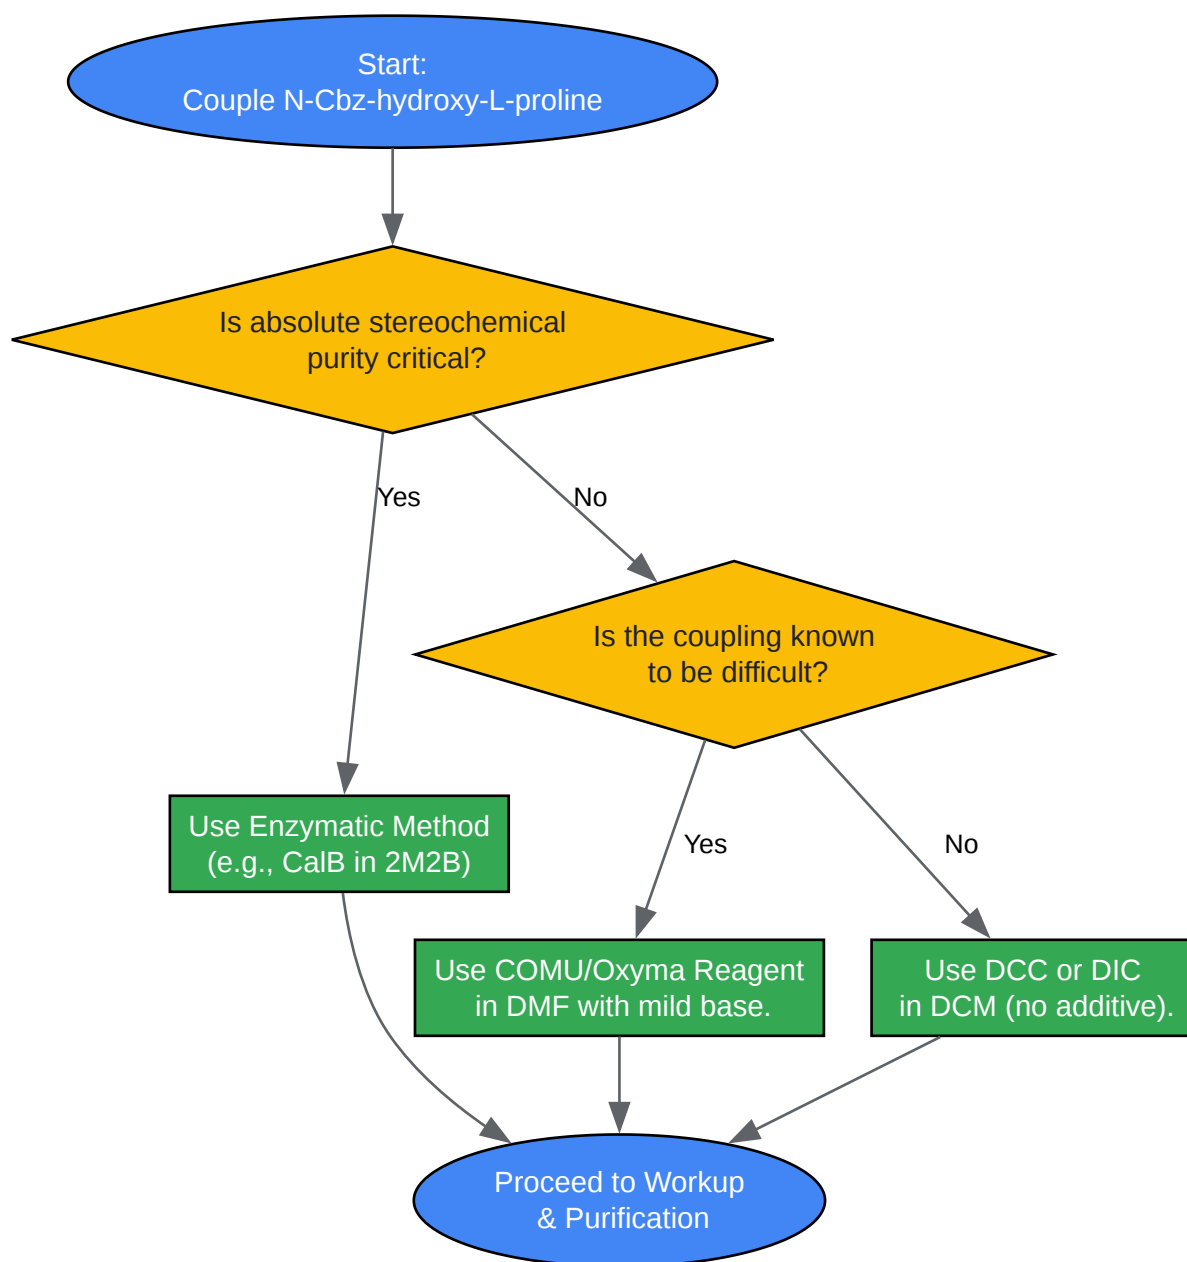 Start:
Couple N-Cbz-hydroxy-L-proline
Is absolute stereochemical
purity critical?
Yes
No
Is the coupling known
to be difficult?
Use Enzymatic Method
(e.g., CalB in 2M2B)
Yes
No
Use COMU/Oxyma Reagent
in DMF with mild base.
Use DCC or DIC
in DCM (no additive).
Proceed to Workup
& Purification